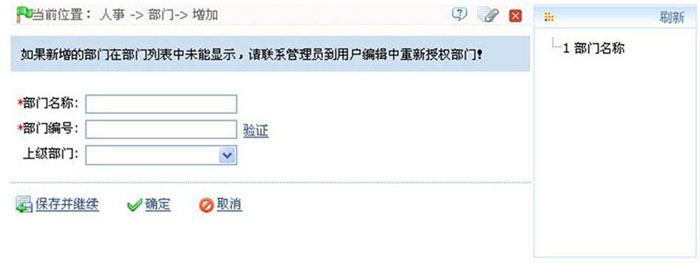 当前位置： 人事 -> 部门-> 增加
如果新增的部门在部门列表中未能显示，请联系管理员到用户编辑中重新授权部门！
*部门名称：
*部门编号： 验证
上级部门：
保存并继续 确定 取消
刷新
1 部门名称